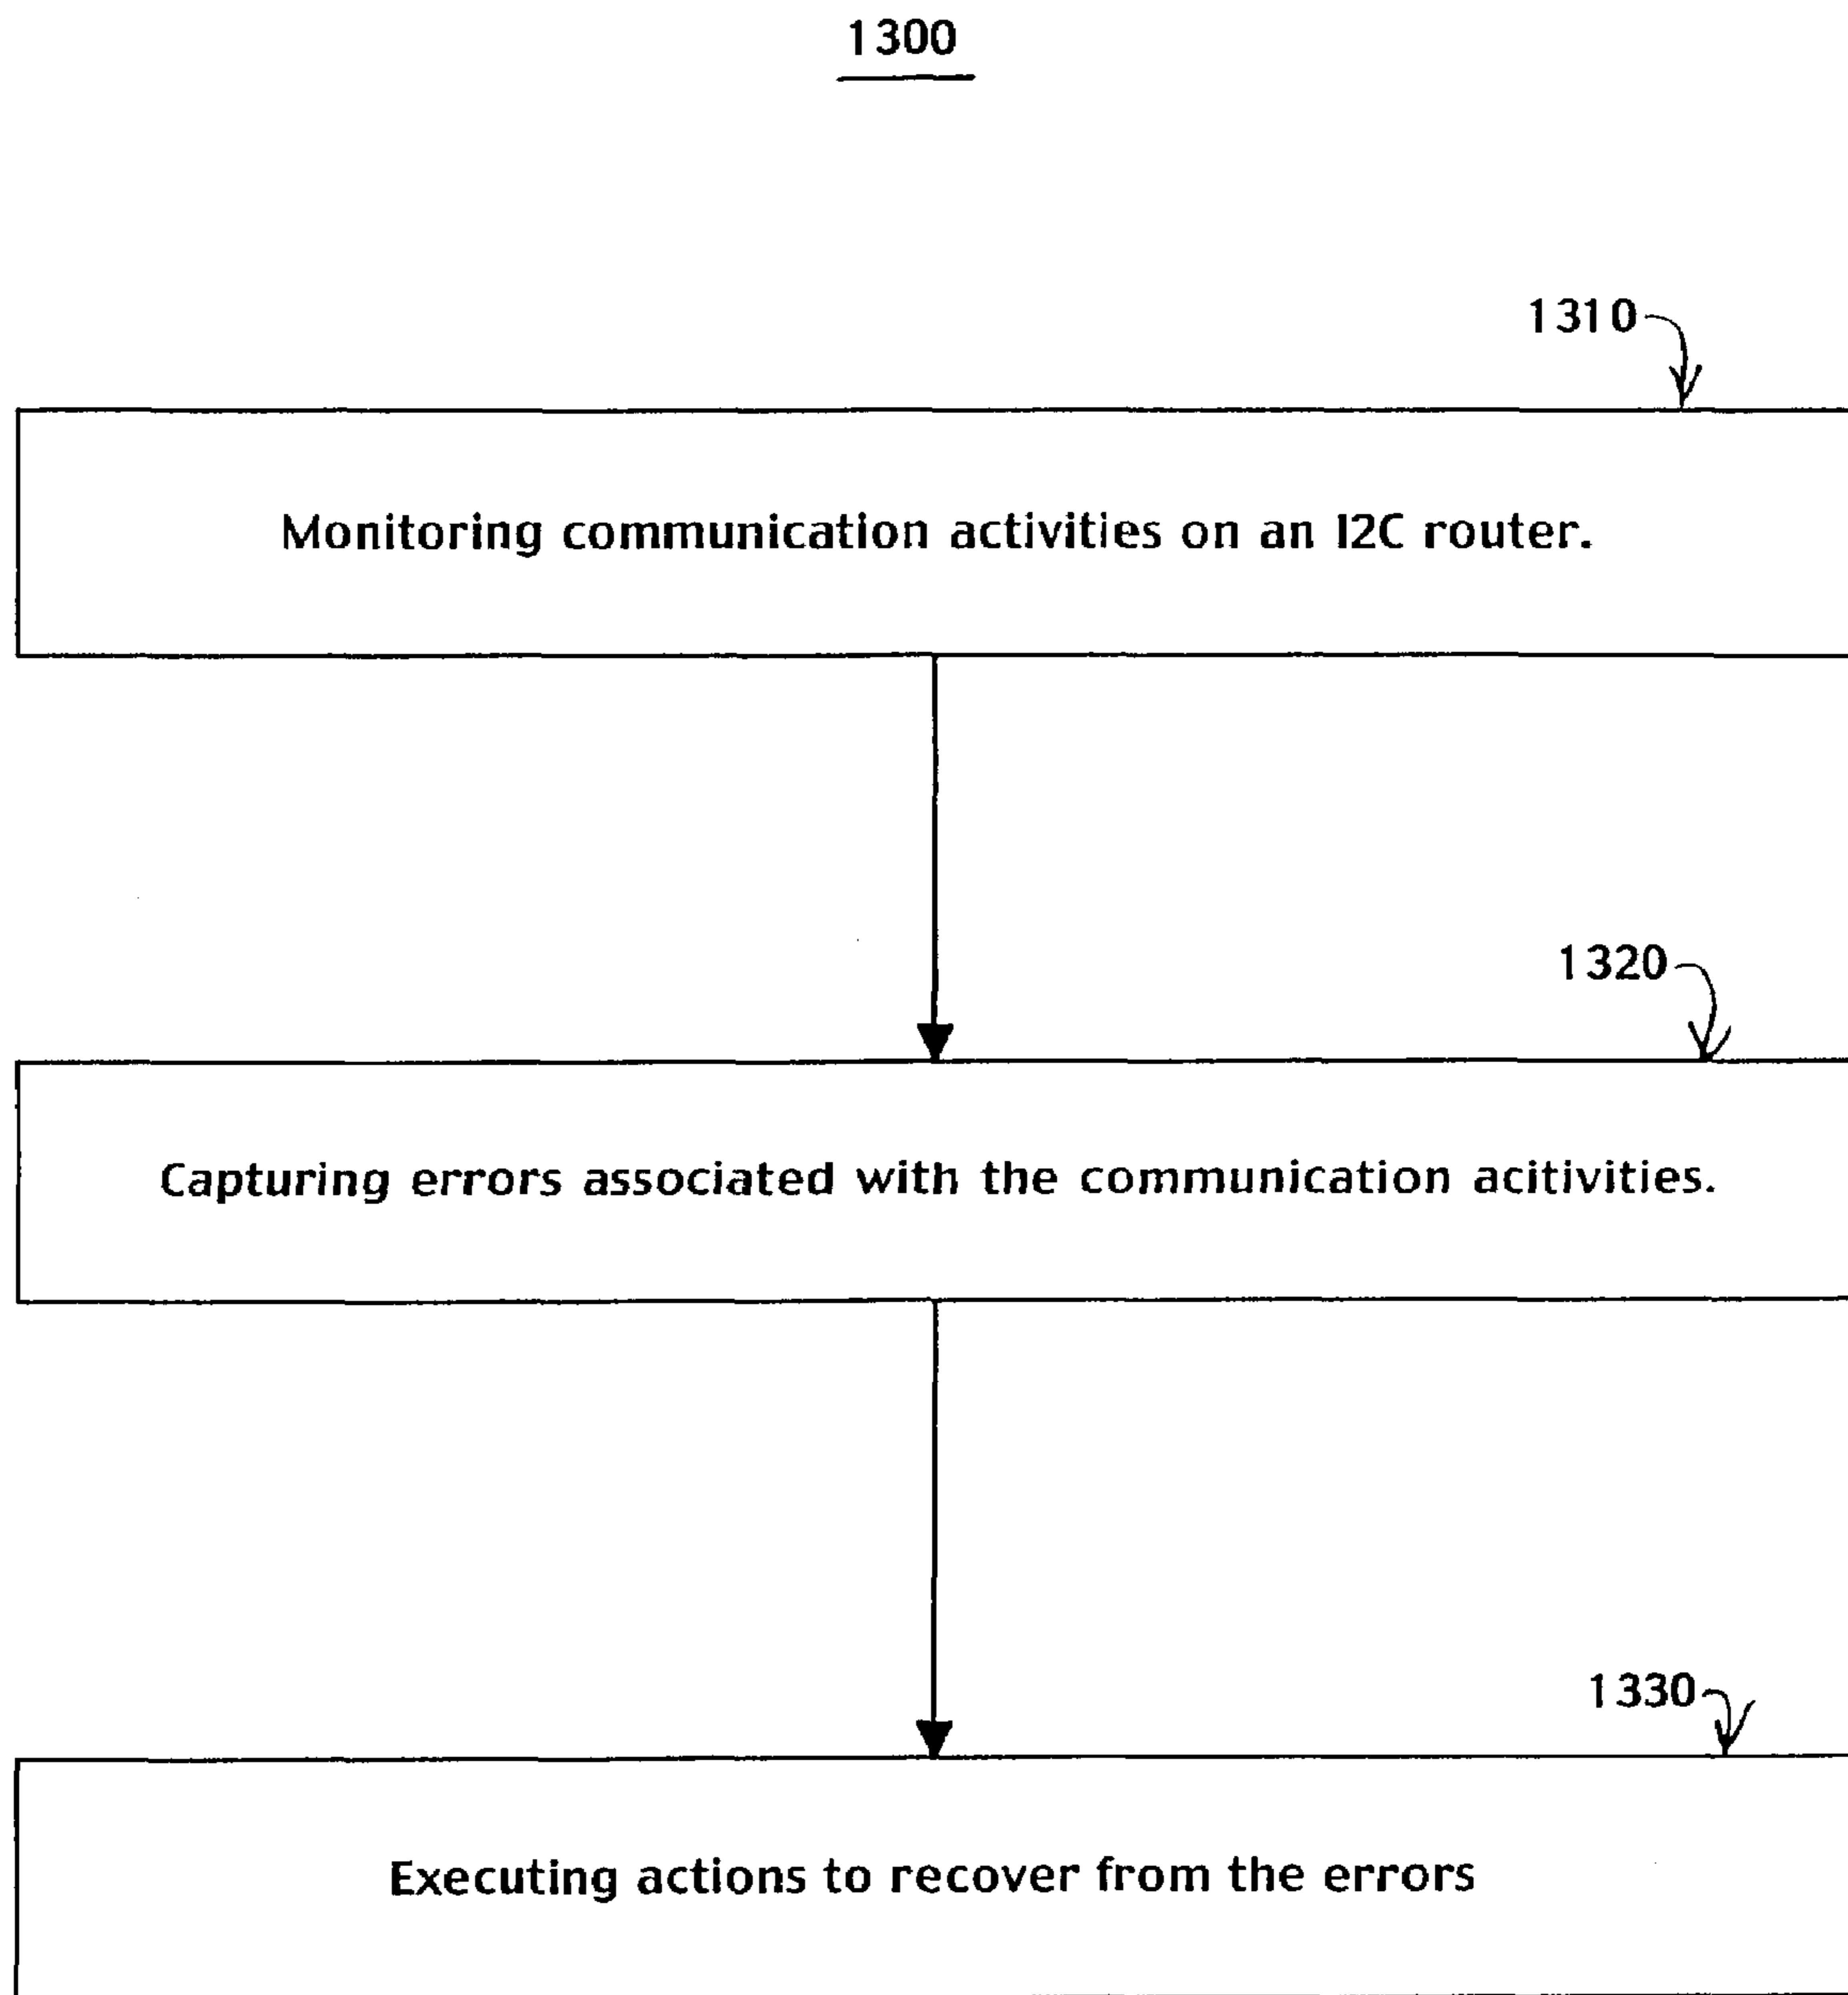 1300
1310
Monitoring communication activities on an I2C router.
1320
Capturing errors associated with the communication acitivities.
1330
Executing actions to recover from the errors